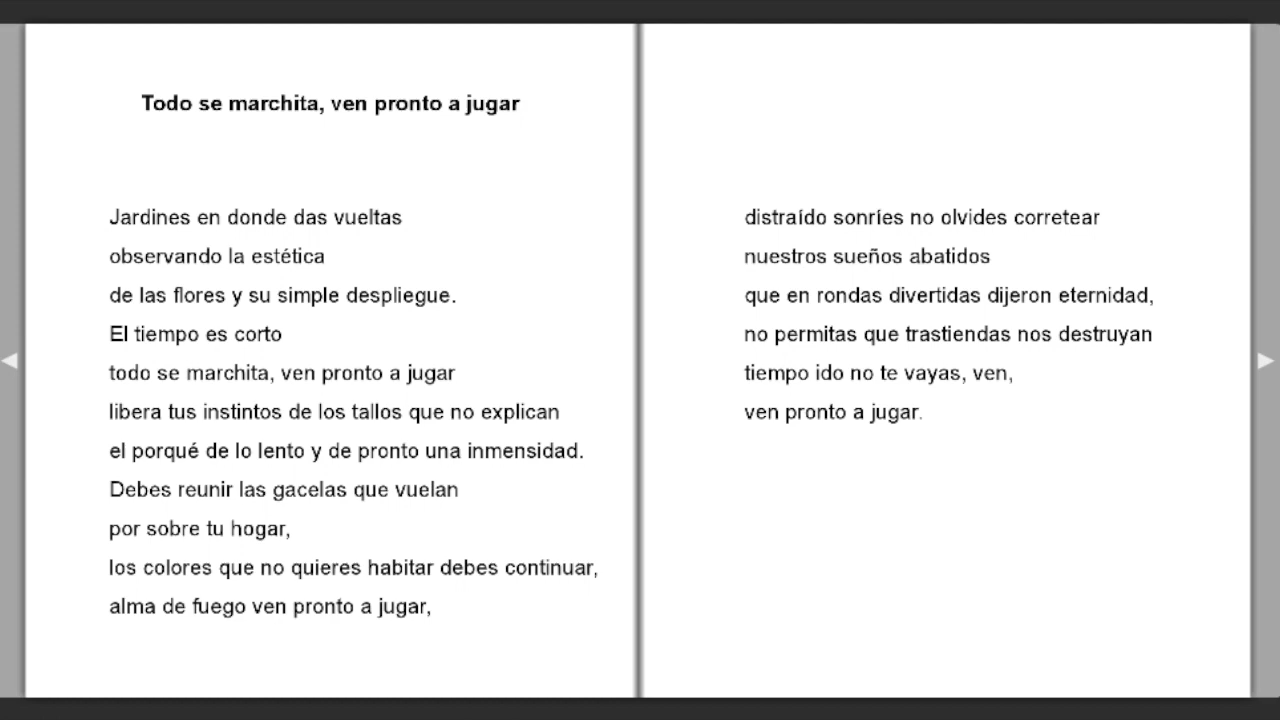 Todo se marchita, ven pronto a jugar
Jardines en donde das vueltas
observando la estética
de las flores y su simple despliegue.
El tiempo es corto
todo se marchita, ven pronto a jugar
libera tus instintos de los tallos que no explican
el porqué de lo lento y de pronto una inmensidad.
Debes reunir las gacelas que vuelan
por sobre tu hogar,
los colores que no quieres habitar debes continuar,
alma de fuego ven pronto a jugar,
distraído sonríes no olvides corretear
nuestros sueños abatidos
que en rondas divertidas dijeron eternidad,
no permitas que trastiendas nos destruyan
tiempo ido no te vayas, ven,
ven pronto a jugar.